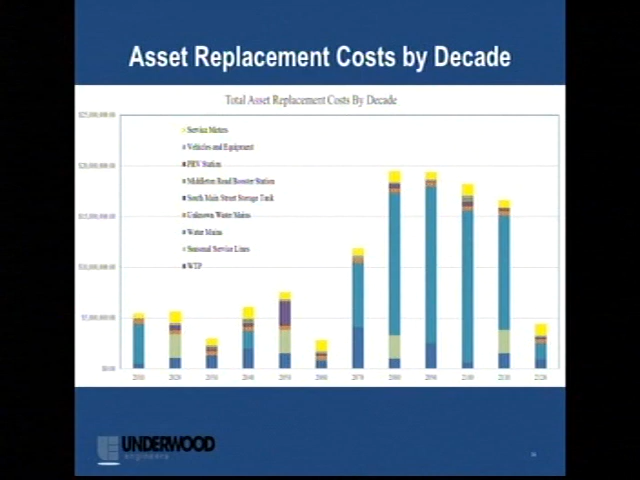 Asset Replacement Costs by Decade
Total Asset Replacement Costs By Decade
$25,000,000.00
$20,000,000.00
$15,000,000.00
$10,000,000.00
$5,000,000.00
$0.00
Service Meters
Vehicles and Equipment
PRV Station
Middleton Road Booster Station
South Main Street Storage Tank
Unknown Water Mains
Water Mains
Seasonal Service Lines
WTP
2010 2020 2030 2040 2050 2060 2070 2080 2090 2100 2110 2120
UNDERWOOD
engineers